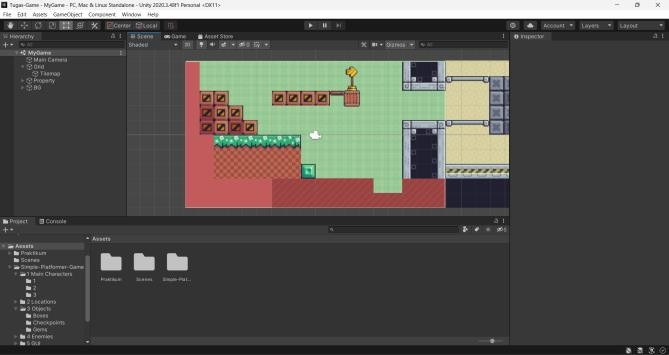 Tugas-Game - MyGame - PC, Mac & Linux Standalone - Unity 2020.3.48f1 Personal <DX11>
File Edit Assets GameObject Component Window Help
Center Local Account Layers Layout
Hierarchy Scene Game Asset Store Inspector
All Shaded 2D Gizmos All
MyGame
Main Camera
Grid
Tilemap
Property
BG
Project Console
Assets Assets
Praktikum
Scenes
Simple-Platformer-Game
1 Main Characters
1
2
3
2 Locations
3 Objects
Boxes
Checkpoints
Gems
4 Enemies
5 GUI
Praktikum Scenes Simple-Plat...